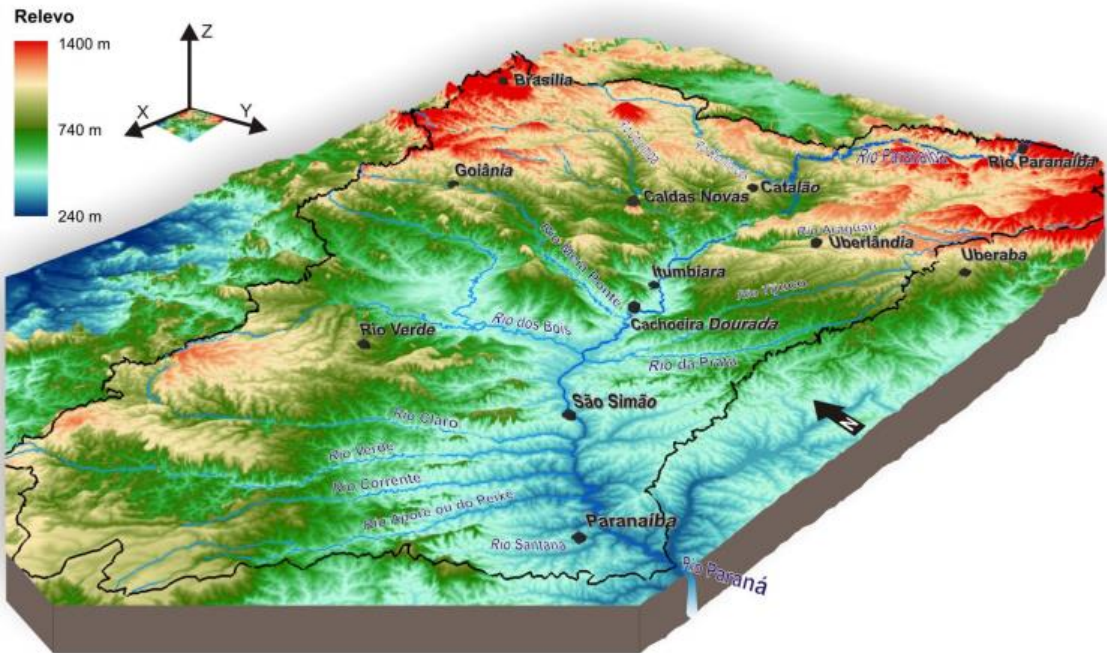 Relevo
1400 m
740 m
240 m
Z
X
Y
Brasília
Goiânia
Caldas Novas
Catalão
Rio Paranaíba
Rio Paranaíba
Rio Araguari
Uberlândia
Uberaba
Itumbiara
Rio Meia Ponte
Rio Tijuco
Cachoeira Dourada
Rio dos Bois
Rio Verde
Rio da Prata
São Simão
Rio Claro
N
Rio Verde
Rio Corrente
Rio Aporé ou do Peixe
Paranaíba
Rio Santana
Rio Paraná